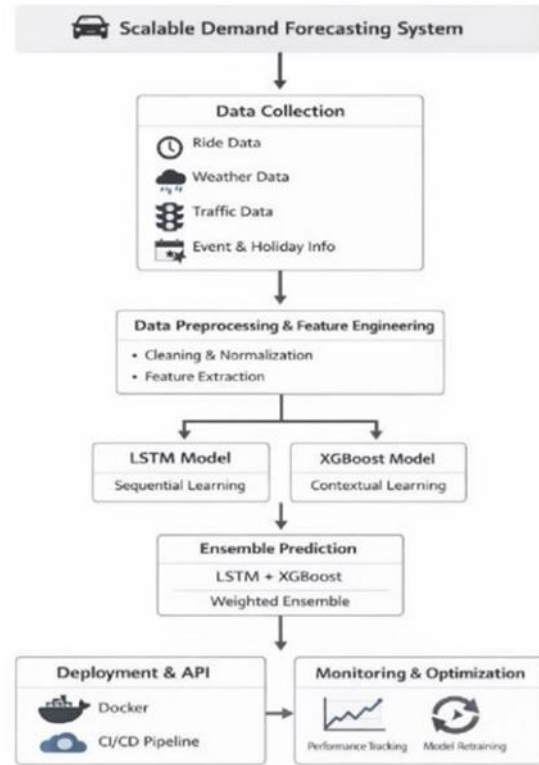 Scalable Demand Forecasting System
Data Collection
Ride Data
Weather Data
Traffic Data
Event & Holiday Info
Data Preprocessing & Feature Engineering
• Cleaning & Normalization
• Feature Extraction
LSTM Model
Sequential Learning
XGBoost Model
Contextual Learning
Ensemble Prediction
LSTM + XGBoost
Weighted Ensemble
Deployment & API
Docker
CI/CD Pipeline
Monitoring & Optimization
Performance Tracking
Model Retraining